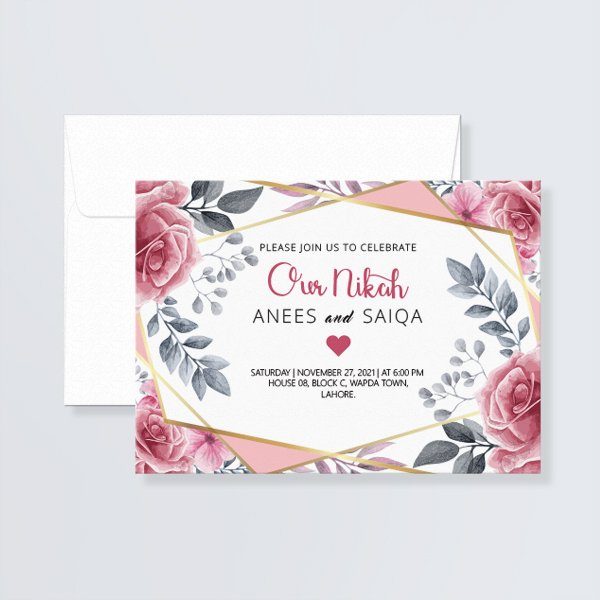 PLEASE JOIN US TO CELEBRATE
Our Nikah
ANEES and SAIQA
SATURDAY | NOVEMBER 27, 2021| AT 6:00 PM
HOUSE 08, BLOCK C, WAPDA TOWN,
LAHORE.